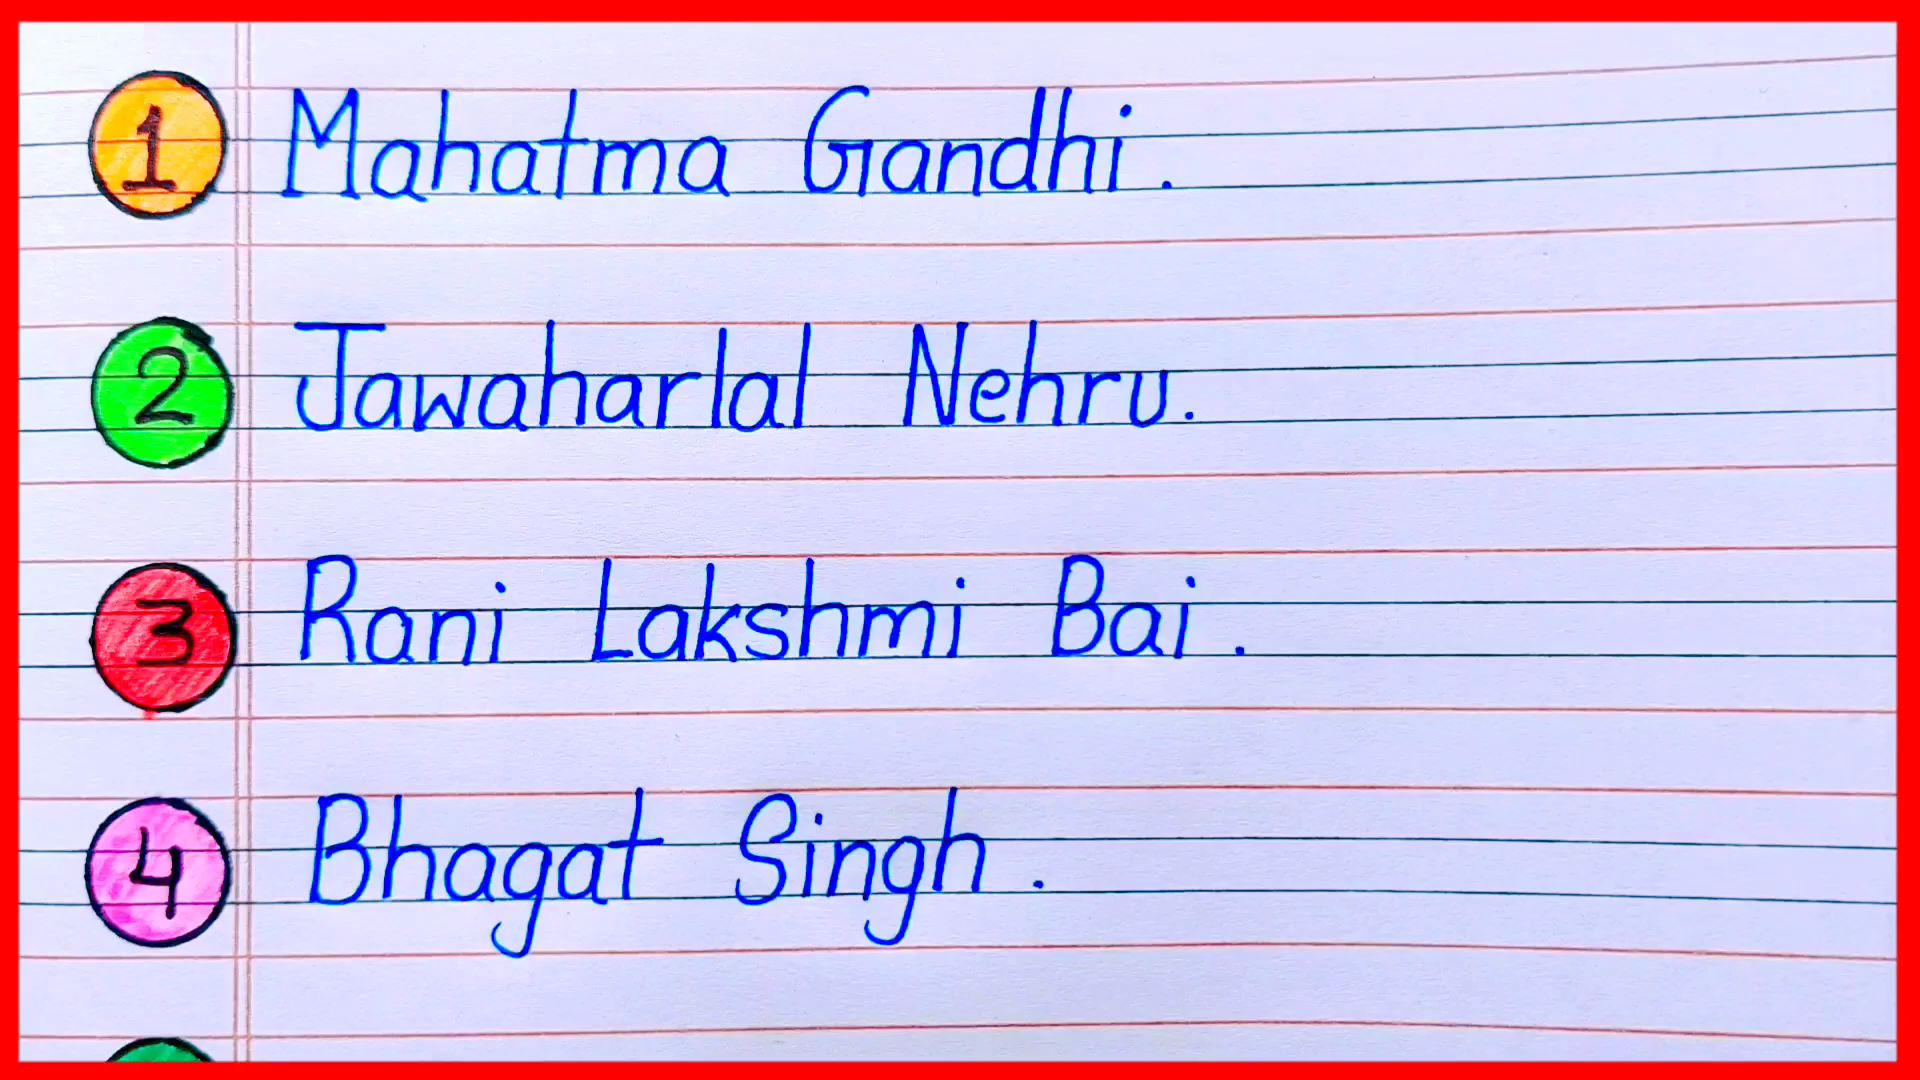 1 Mahatma Gandhi.
2 Jawaharlal Nehru.
3 Rani Lakshmi Bai.
4 Bhagat Singh.